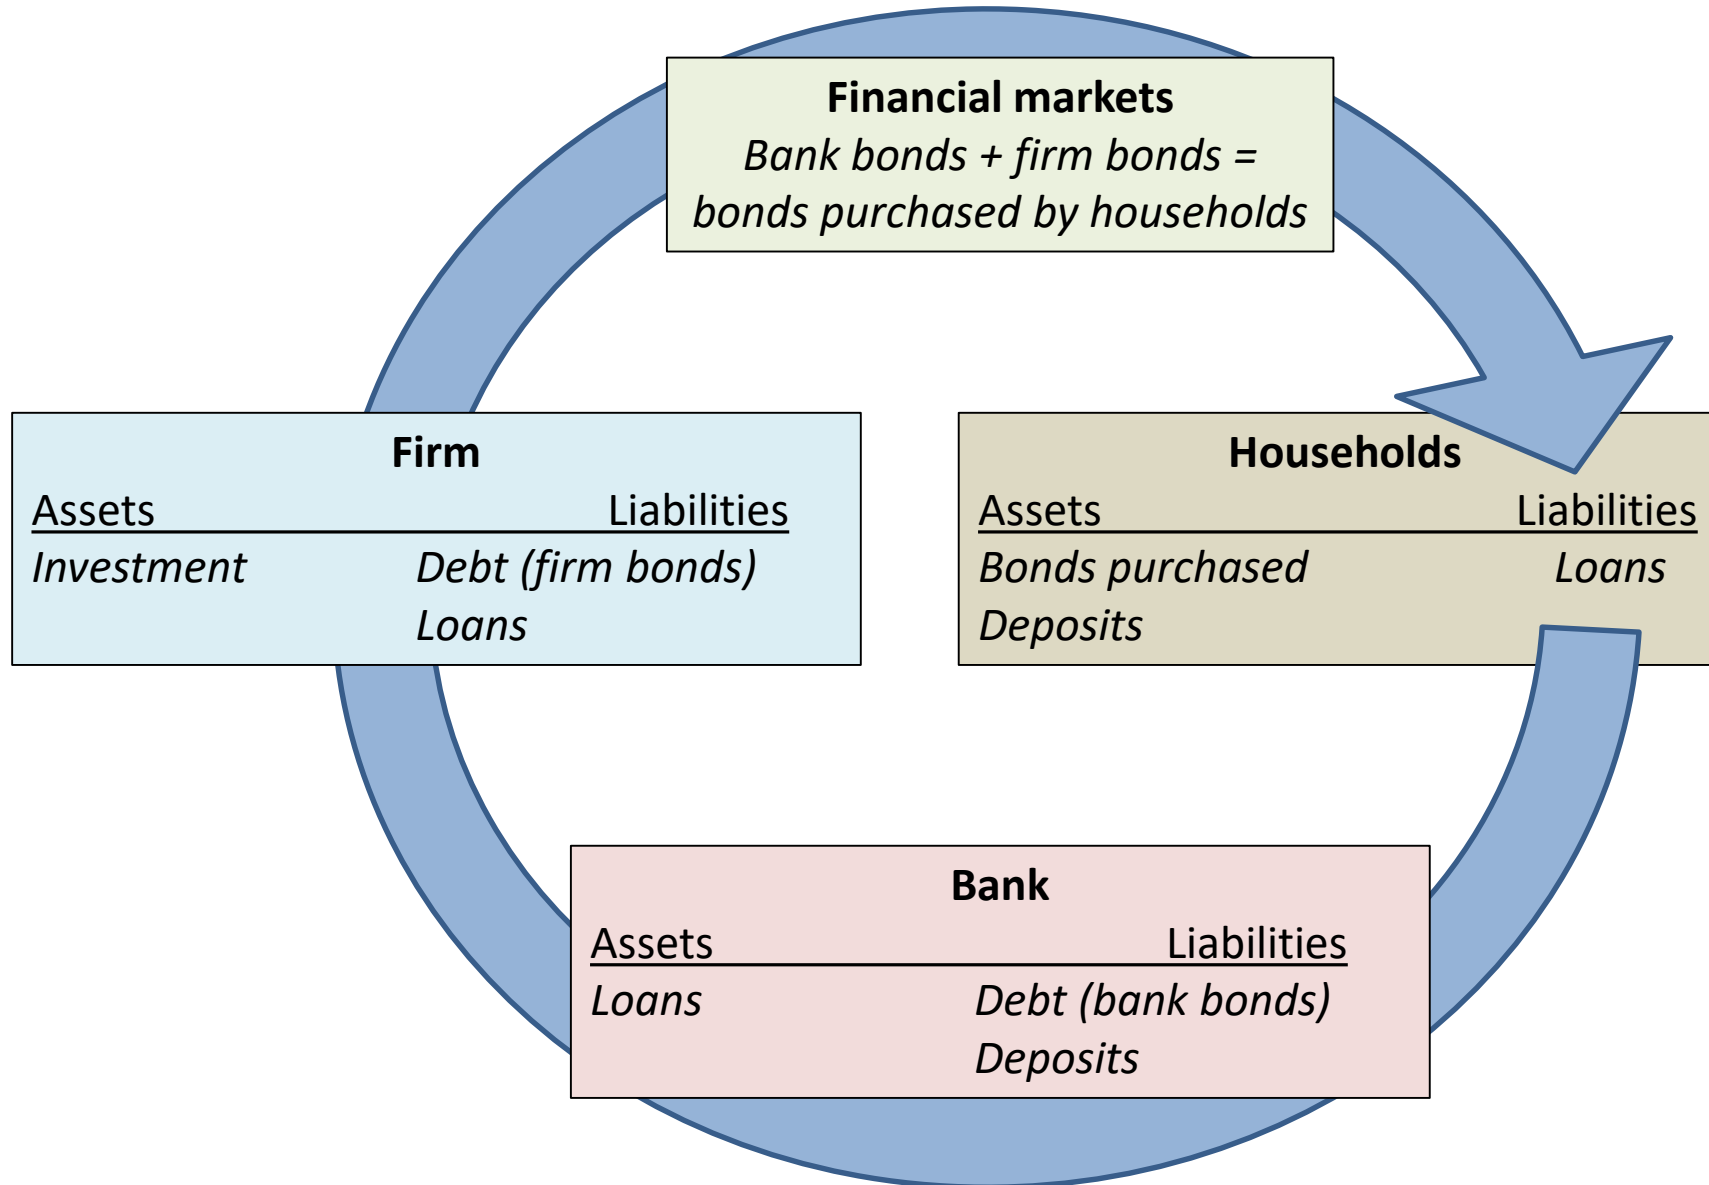 Financial markets
Bank bonds + firm bonds =
bonds purchased by households
Firm
Assets Liabilities
Investment Debt (firm bonds)
Loans
Households
Assets Liabilities
Bonds purchased Loans
Deposits
Bank
Assets Liabilities
Loans Debt (bank bonds)
Deposits